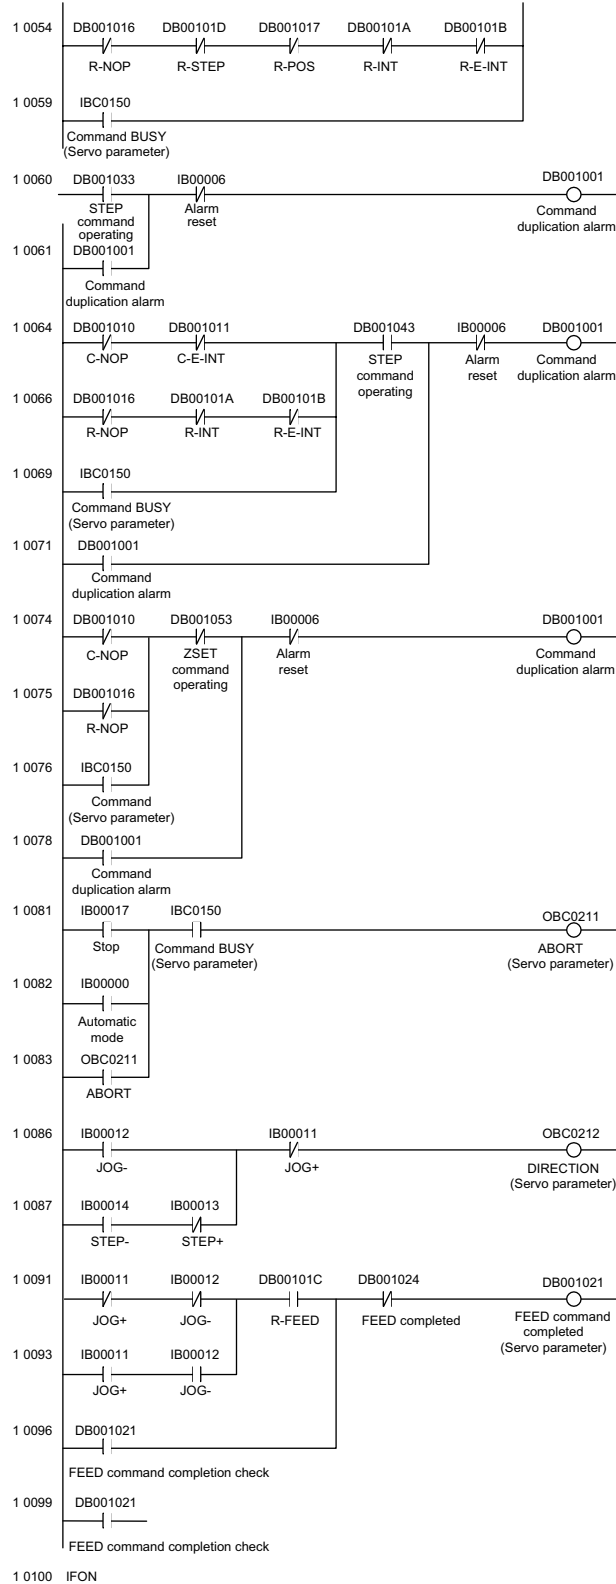 1 0054 DB001016 DB00101D DB001017 DB00101A DB00101B
R-NOP R-STEP R-POS R-INT R-E-INT
1 0059 IBC0150
Command BUSY
(Servo parameter)
1 0060 DB001033 IB00006 DB001001
STEP Alarm Command
command reset duplication alarm
operating
1 0061 DB001001
Command
duplication alarm
1 0064 DB001010 DB001011 DB001043 IB00006 DB001001
C-NOP C-E-INT STEP Alarm Command
command reset duplication alarm
operating
1 0066 DB001016 DB00101A DB00101B
R-NOP R-INT R-E-INT
1 0069 IBC0150
Command BUSY
(Servo parameter)
1 0071 DB001001
Command
duplication alarm
1 0074 DB001010 DB001053 IB00006 DB001001
C-NOP ZSET Alarm Command
command reset duplication alarm
operating
1 0075 DB001016
R-NOP
1 0076 IBC0150
Command
(Servo parameter)
1 0078 DB001001
Command
duplication alarm
1 0081 IB00017 IBC0150 OBC0211
Stop Command BUSY ABORT
(Servo parameter) (Servo parameter)
1 0082 IB00000
Automatic
mode
1 0083 OBC0211
ABORT
1 0086 IB00012 IB00011 OBC0212
JOG- JOG+ DIRECTION
(Servo parameter)
1 0087 IB00014 IB00013
STEP- STEP+
1 0091 IB00011 IB00012 DB00101C DB001024 DB001021
JOG+ JOG- R-FEED FEED completed FEED command
completed
(Servo parameter)
1 0093 IB00011 IB00012
JOG+ JOG-
1 0096 DB001021
FEED command completion check
1 0099 DB001021
FEED command completion check
1 0100 IFON